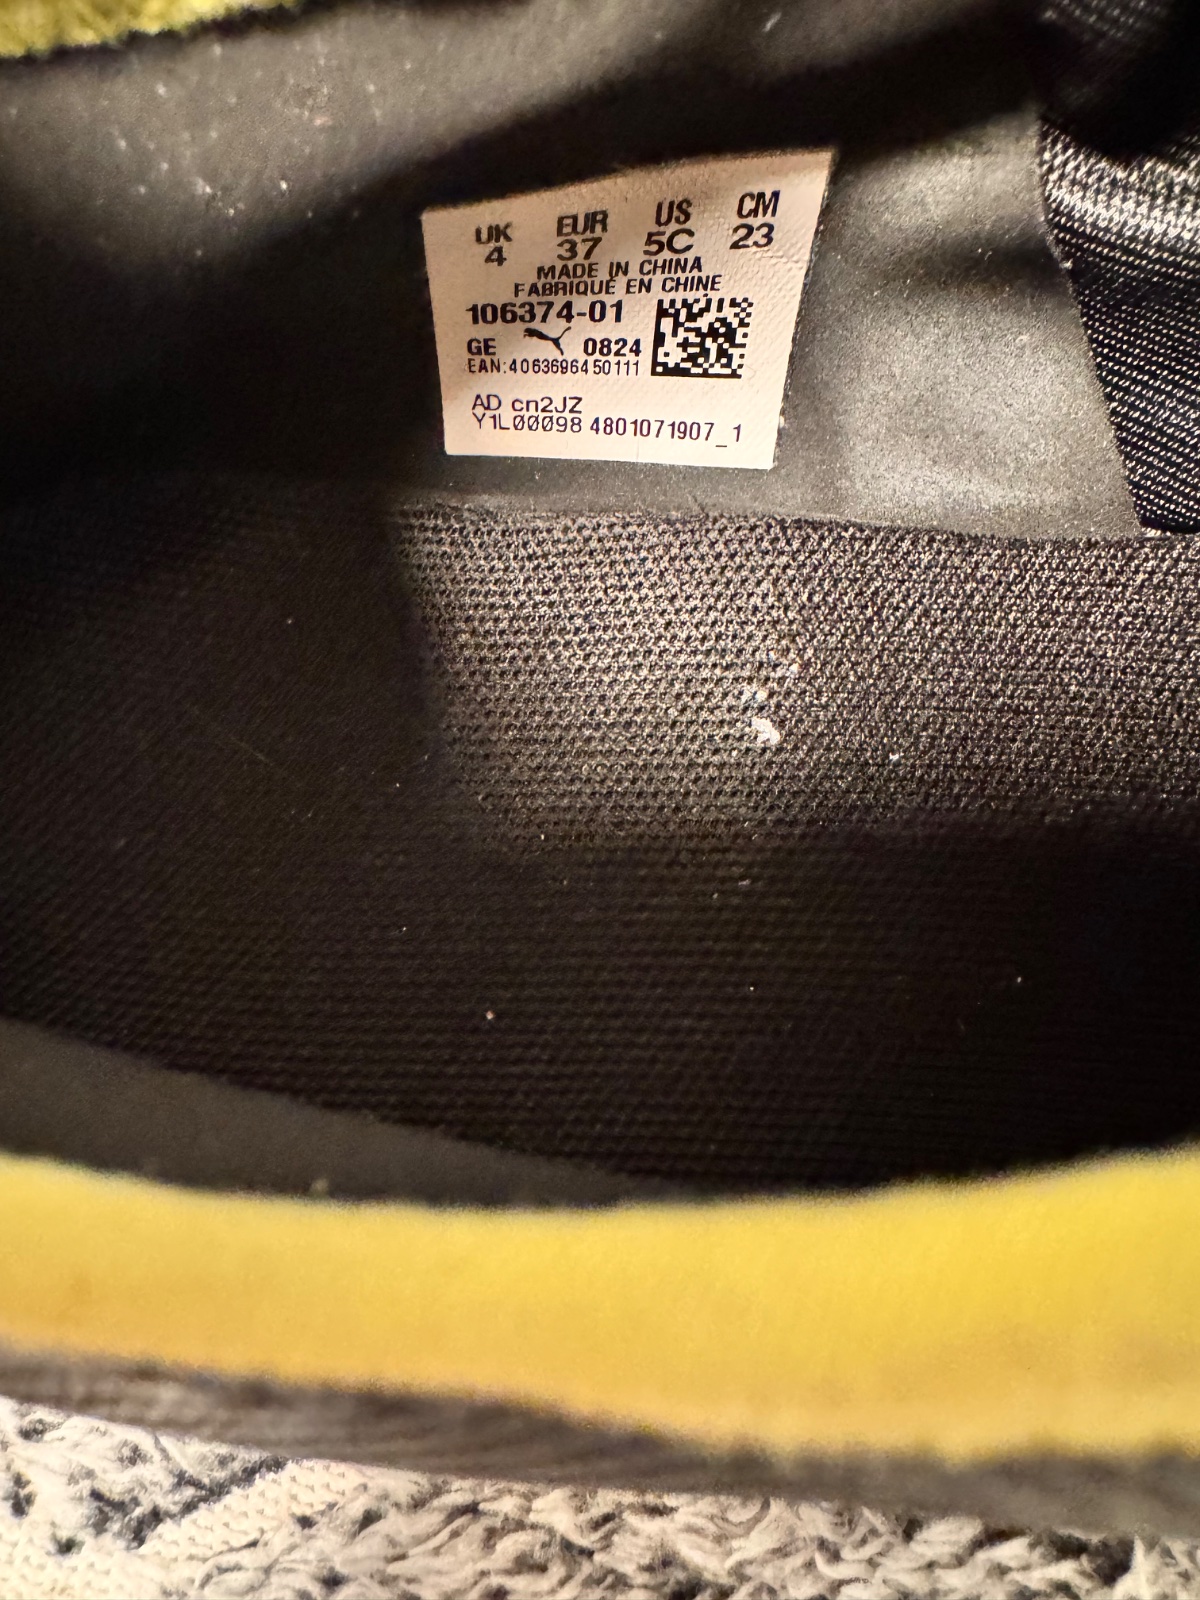 UK EUR US CM
4 37 5C 23
MADE IN CHINA
FABRIQUÉ EN CHINE
106374-01
GE 0824
EAN:4063696450111
AD cn2JZ
Y1L00098 4801071907_1